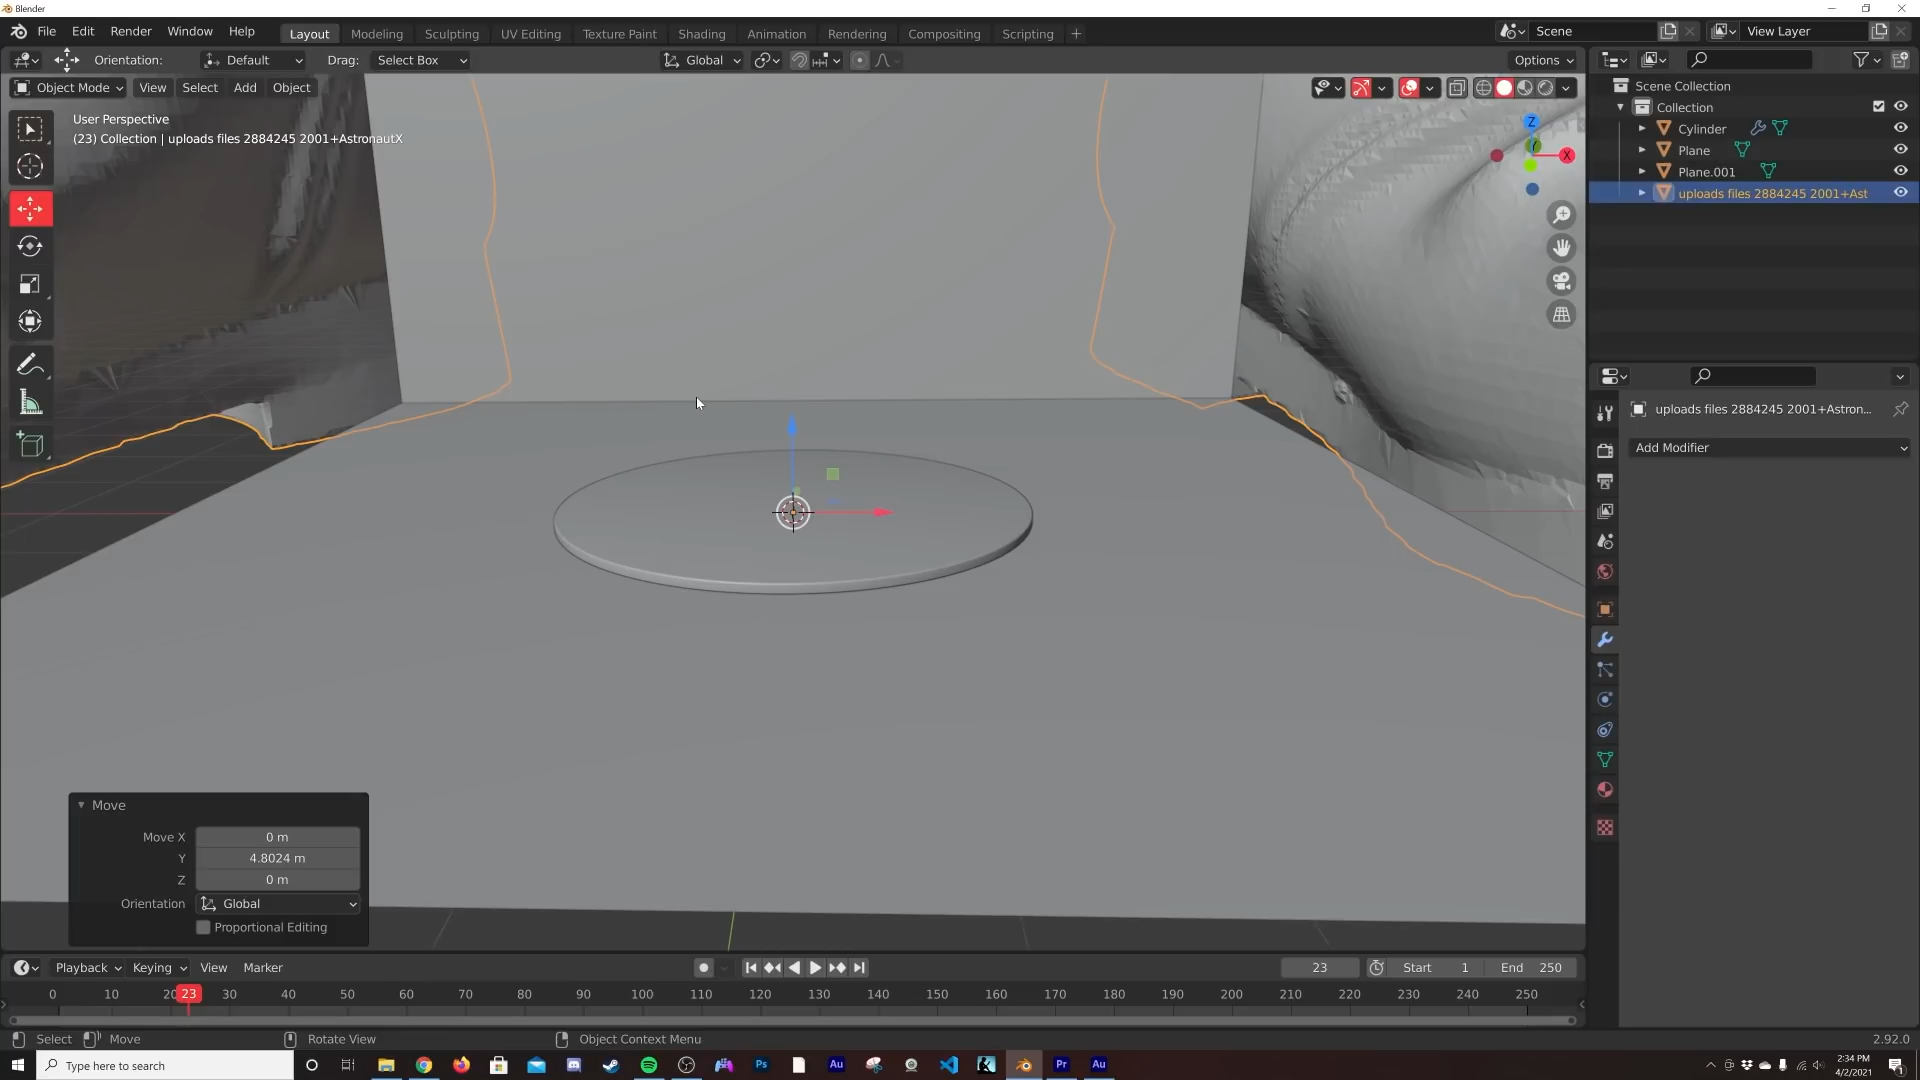 Blender
File Edit Render Window Help Layout Modeling Sculpting UV Editing Texture Paint Shading Animation Rendering Compositing Scripting + Scene View Layer
Orientation: Default Drag: Select Box Global Options
Object Mode View Select Add Object
User Perspective
(23) Collection | uploads files 2884245 2001+AstronautX
Z
Y
X
Scene Collection
Collection
Cylinder
Plane
Plane.001
uploads files 2884245 2001+Ast
uploads files 2884245 2001+Astron...
Add Modifier
Move
Move X 0 m
Y 4.8024 m
Z 0 m
Orientation Global
Proportional Editing
Playback Keying View Marker 23 Start 1 End 250
0 10 20 23 30 40 50 60 70 80 90 100 110 120 130 140 150 160 170 180 190 200 210 220 230 240 250
Select Move Rotate View Object Context Menu 2.92.0
Type here to search
Ps Au Pr Au
2:34 PM
4/2/2021